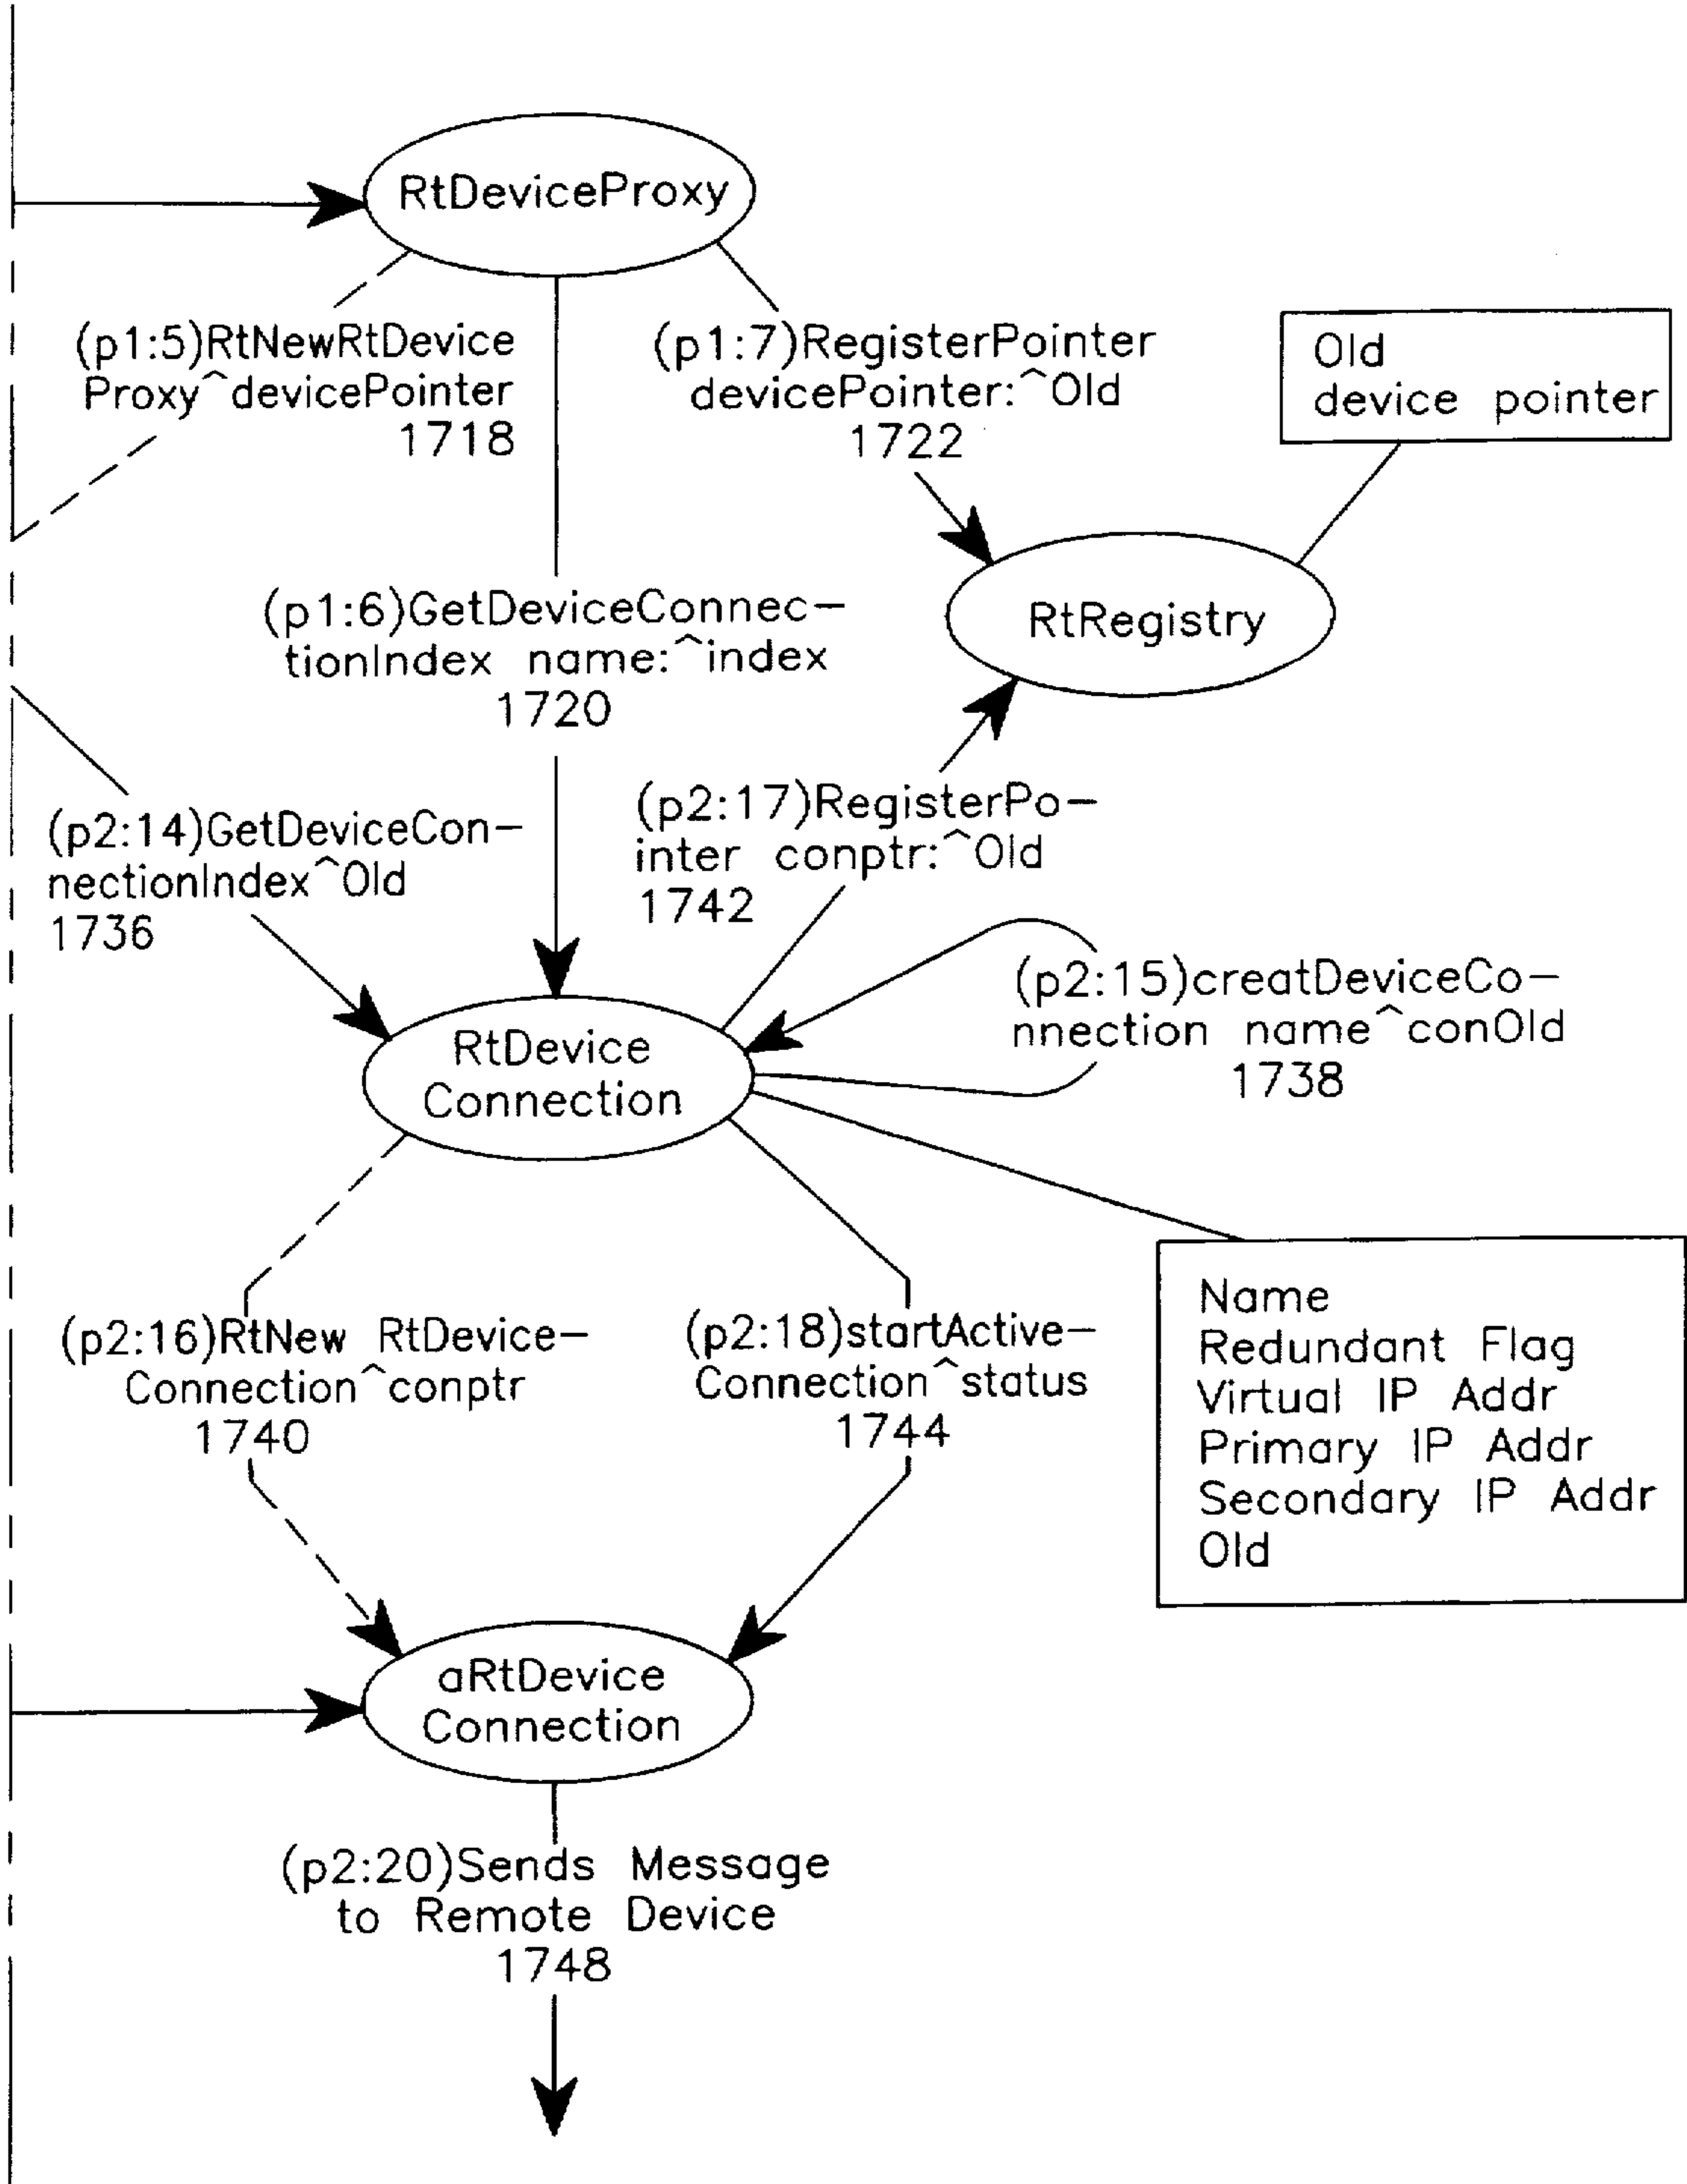 RtDeviceProxy
(p1:5)RtNewRtDevice
Proxy^devicePointer
1718
(p1:7)RegisterPointer
devicePointer:^Old
1722
Old
device pointer
(p1:6)GetDeviceConnec-
tionIndex name:^index
1720
RtRegistry
(p2:14)GetDeviceCon-
nectionIndex^Old
1736
(p2:17)RegisterPo-
inter conptr:^Old
1742
(p2:15)creatDeviceCo-
nnection name^conOld
1738
RtDevice
Connection
(p2:16)RtNew RtDevice-
Connection^conptr
1740
(p2:18)startActive-
Connection^status
1744
Name
Redundant Flag
Virtual IP Addr
Primary IP Addr
Secondary IP Addr
Old
aRtDevice
Connection
(p2:20)Sends Message
to Remote Device
1748